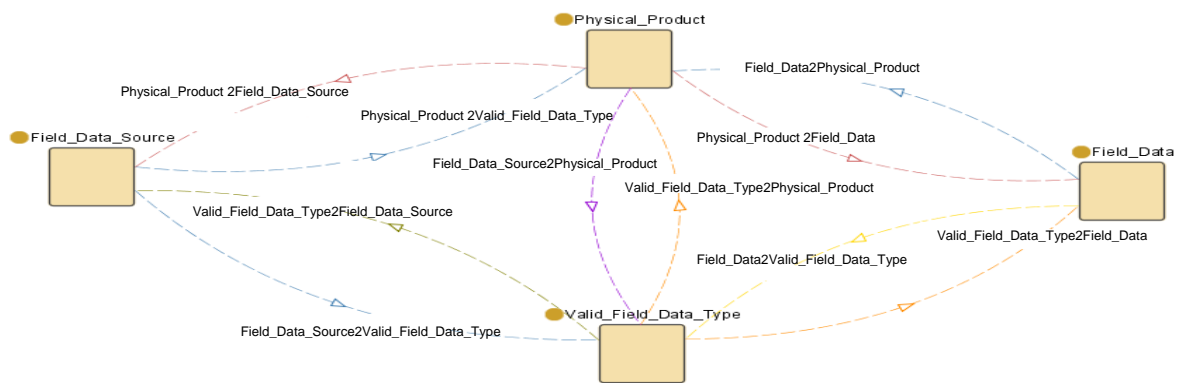 Physical_Product
Field_Data2Physical_Product
Physical_Product 2Field_Data_Source
Physical_Product 2Valid_Field_Data_Type
Field_Data_Source
Physical_Product 2Field_Data
Field_Data
Field_Data_Source2Physical_Product
Valid_Field_Data_Type2Physical_Product
Valid_Field_Data_Type2Field_Data_Source
Valid_Field_Data_Type2Field_Data
Field_Data2Valid_Field_Data_Type
Valid_Field_Data_Type
Field_Data_Source2Valid_Field_Data_Type